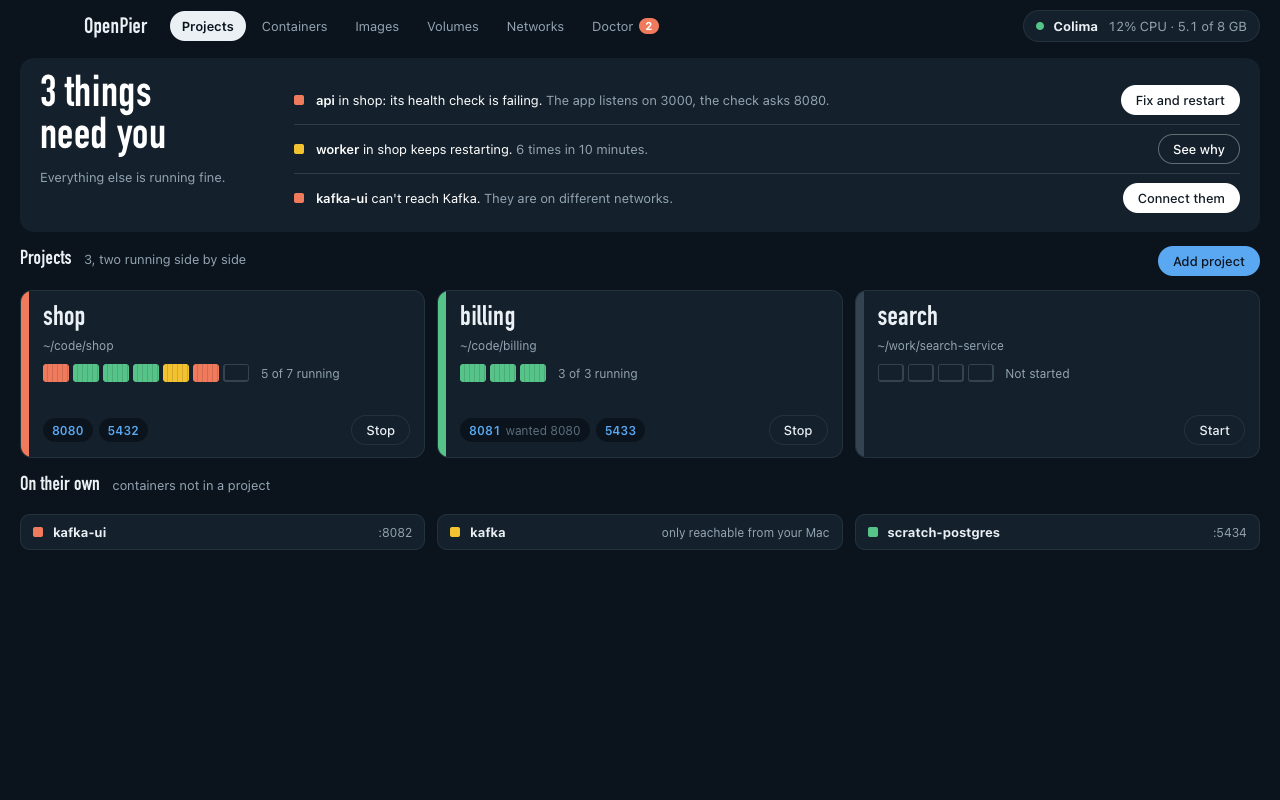 OpenPier Projects Containers Images Volumes Networks Doctor 2 Colima 12% CPU · 5.1 of 8 GB
3 things
need you
Everything else is running fine.
api in shop: its health check is failing. The app listens on 3000, the check asks 8080. Fix and restart
worker in shop keeps restarting. 6 times in 10 minutes. See why
kafka-ui can't reach Kafka. They are on different networks. Connect them
Projects 3, two running side by side Add project
shop
~/code/shop
5 of 7 running
8080 5432 Stop
billing
~/code/billing
3 of 3 running
8081 wanted 8080 5433 Stop
search
~/work/search-service
Not started
Start
On their own containers not in a project
kafka-ui :8082
kafka only reachable from your Mac
scratch-postgres :5434